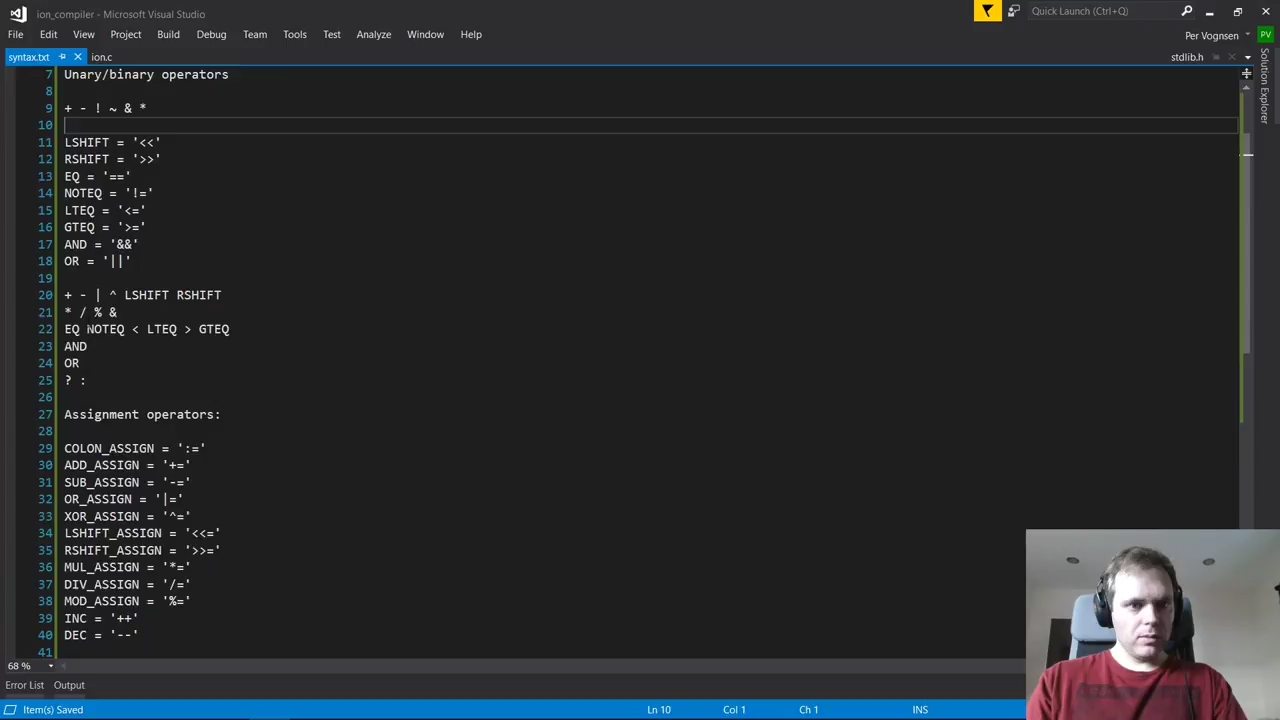 ion_compiler - Microsoft Visual Studio
Quick Launch (Ctrl+Q)
File Edit View Project Build Debug Team Tools Test Analyze Window Help
Per Vognsen PV
syntax.txt ion.c stdlib.h
Solution Explorer
7 Unary/binary operators
8
9 + - ! ~ & *
10
11 LSHIFT = '<<'
12 RSHIFT = '>>'
13 EQ = '=='
14 NOTEQ = '!='
15 LTEQ = '<='
16 GTEQ = '>='
17 AND = '&&'
18 OR = '||'
19
20 + - | ^ LSHIFT RSHIFT
21 * / % &
22 EQ NOTEQ < LTEQ > GTEQ
23 AND
24 OR
25 ? :
26
27 Assignment operators:
28
29 COLON_ASSIGN = ':='
30 ADD_ASSIGN = '+='
31 SUB_ASSIGN = '-='
32 OR_ASSIGN = '|='
33 XOR_ASSIGN = '^='
34 LSHIFT_ASSIGN = '<<='
35 RSHIFT_ASSIGN = '>>='
36 MUL_ASSIGN = '*='
37 DIV_ASSIGN = '/='
38 MOD_ASSIGN = '%='
39 INC = '++'
40 DEC = '--'
41
68 %
Error List Output
Item(s) Saved Ln 10 Col 1 Ch 1 INS